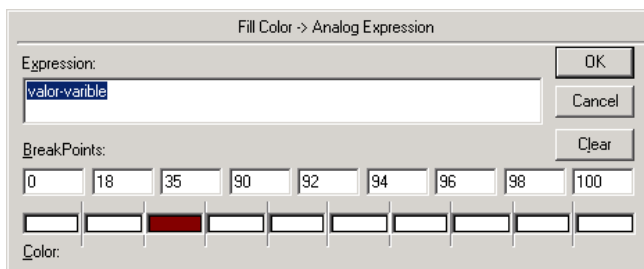 Fill Color -> Analog Expression
Expression:
OK
valor-varible
Cancel
Clear
BreakPoints:
0 18 35 90 92 94 96 98 100
Color: